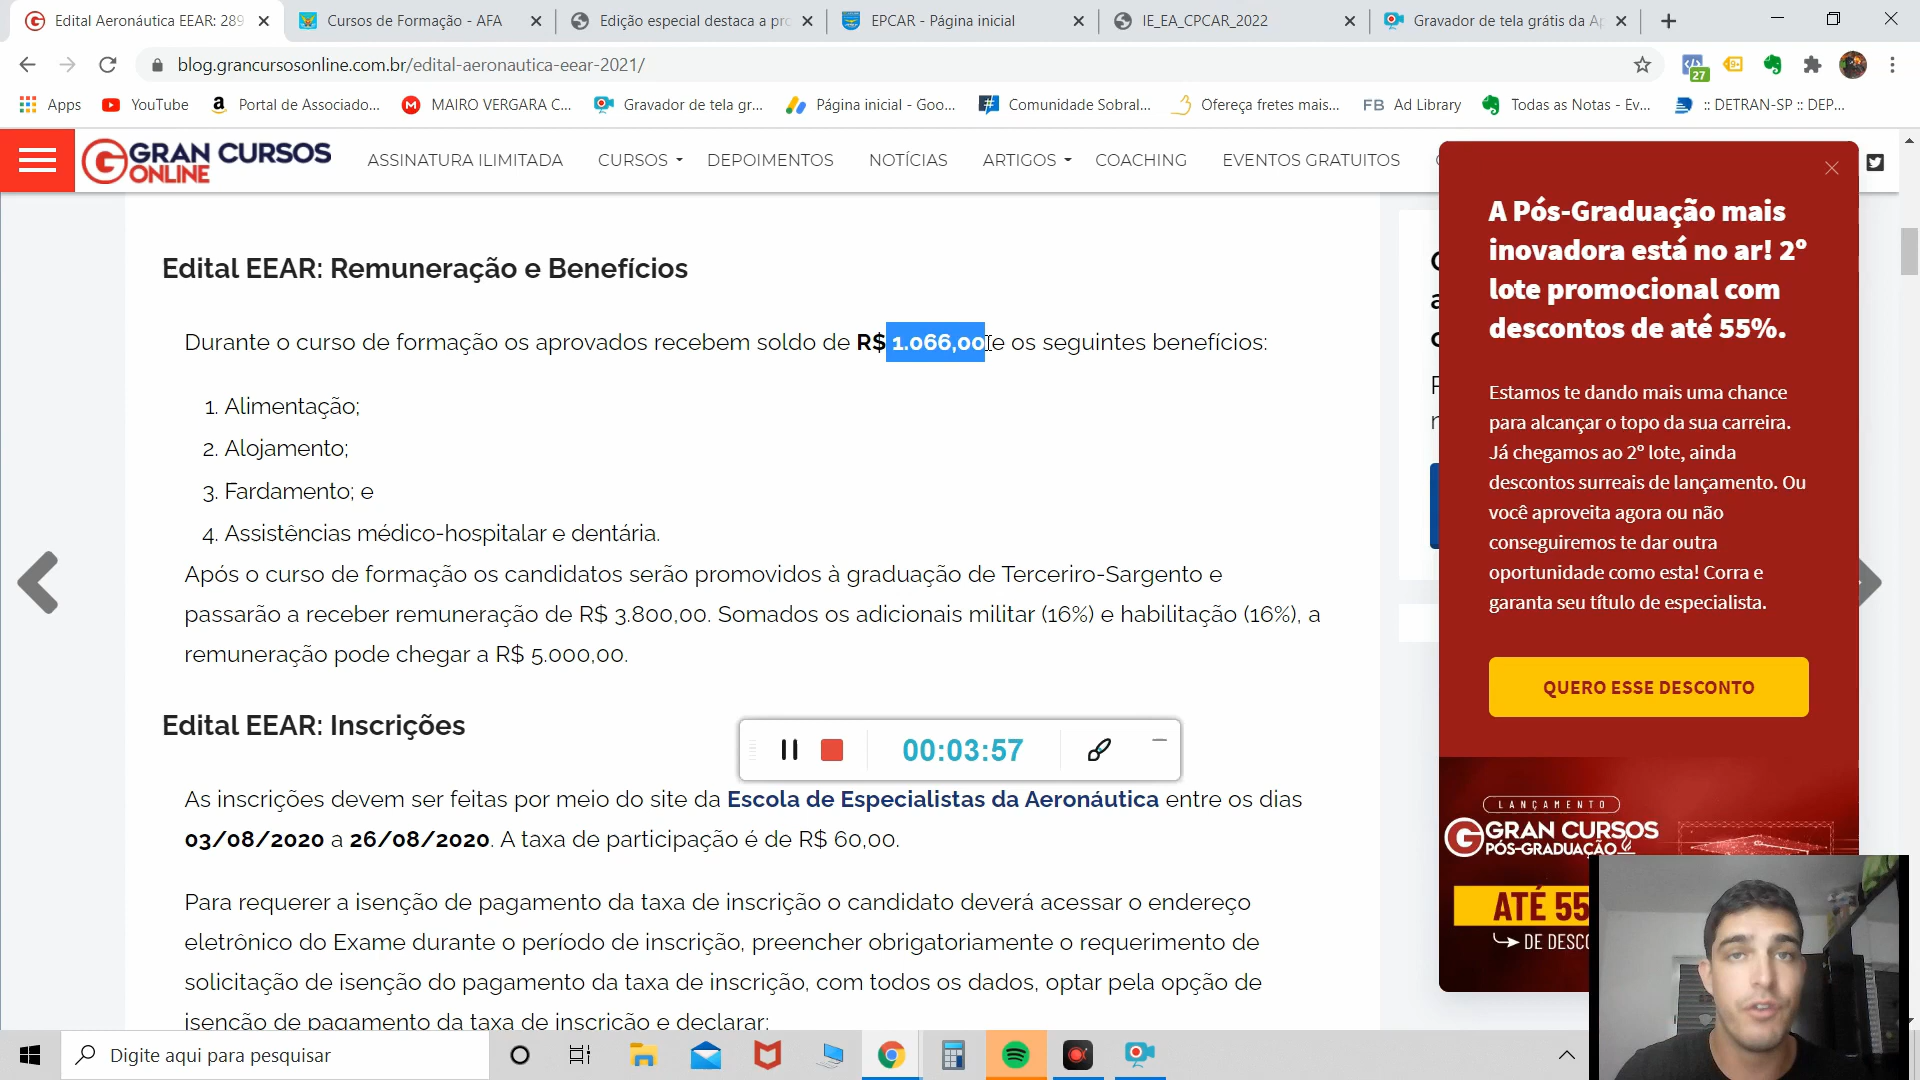 Edital Aeronáutica EEAR: 289
Cursos de Formação - AFA
Edição especial destaca a pro
EPCAR - Página inicial
IE_EA_CPCAR_2022
Gravador de tela grátis da Ap
blog.grancursosonline.com.br/edital-aeronautica-eear-2021/
27
Apps
YouTube
Portal de Associado...
MAIRO VERGARA C...
Gravador de tela gr...
Página inicial - Goo...
Comunidade Sobral...
Ofereça fretes mais...
FB Ad Library
Todas as Notas - Ev...
:: DETRAN-SP :: DEP...
GRAN CURSOS
ONLINE
ASSINATURA ILIMITADA
CURSOS
DEPOIMENTOS
NOTÍCIAS
ARTIGOS
COACHING
EVENTOS GRATUITOS
Edital EEAR: Remuneração e Benefícios
Durante o curso de formação os aprovados recebem soldo de R$ 1.066,00 e os seguintes benefícios:
1. Alimentação;
2. Alojamento;
3. Fardamento; e
4. Assistências médico-hospitalar e dentária.
Após o curso de formação os candidatos serão promovidos à graduação de Terceriro-Sargento e
passarão a receber remuneração de R$ 3.800,00. Somados os adicionais militar (16%) e habilitação (16%), a
remuneração pode chegar a R$ 5.000,00.
Edital EEAR: Inscrições
00:03:57
As inscrições devem ser feitas por meio do site da Escola de Especialistas da Aeronáutica entre os dias
03/08/2020 a 26/08/2020. A taxa de participação é de R$ 60,00.
Para requerer a isenção de pagamento da taxa de inscrição o candidato deverá acessar o endereço
eletrônico do Exame durante o período de inscrição, preencher obrigatoriamente o requerimento de
solicitação de isenção do pagamento da taxa de inscrição, com todos os dados, optar pela opção de
isenção de pagamento da taxa de inscrição e declarar:
A Pós-Graduação mais
inovadora está no ar! 2º
lote promocional com
descontos de até 55%.
Estamos te dando mais uma chance
para alcançar o topo da sua carreira.
Já chegamos ao 2º lote, ainda
descontos surreais de lançamento. Ou
você aproveita agora ou não
conseguiremos te dar outra
oportunidade como esta! Corra e
garanta seu título de especialista.
QUERO ESSE DESCONTO
LANÇAMENTO
GRAN CURSOS
PÓS-GRADUAÇÃO
ATÉ 55
DE DESC
Digite aqui para pesquisar